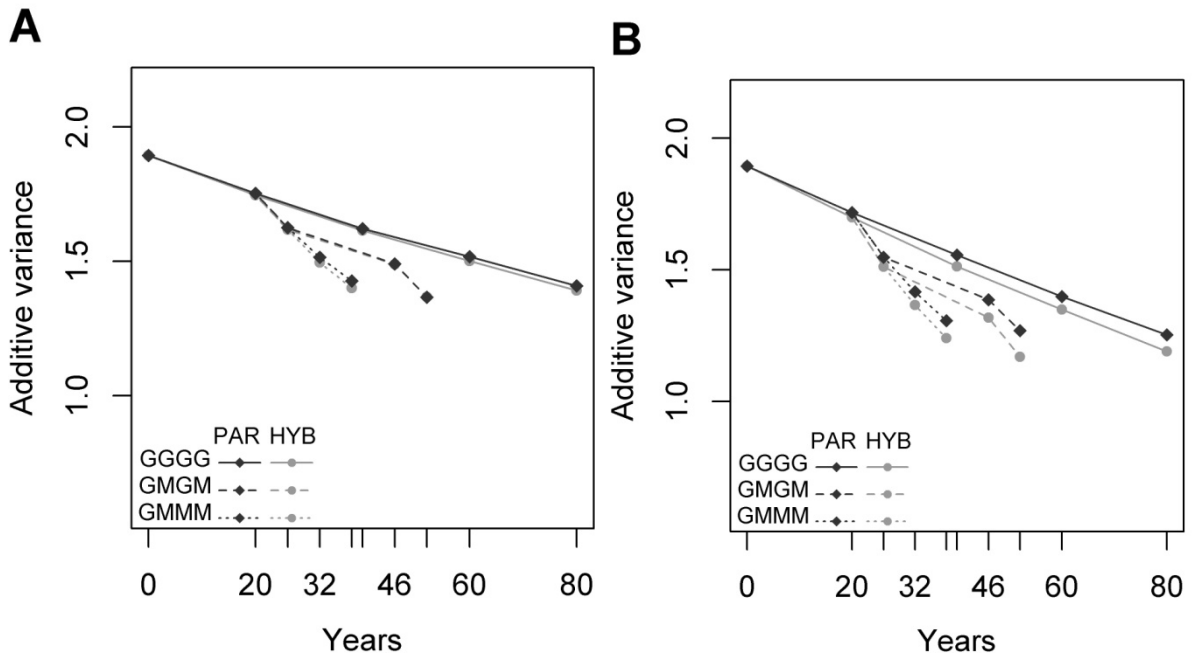 A
Additive variance
2.0
1.5
1.0
PAR HYB
GGGG
GMGM
GMMM
0 20 32 46 60 80
Years
B
Additive variance
2.0
1.5
1.0
PAR HYB
GGGG
GMGM
GMMM
0 20 32 46 60 80
Years